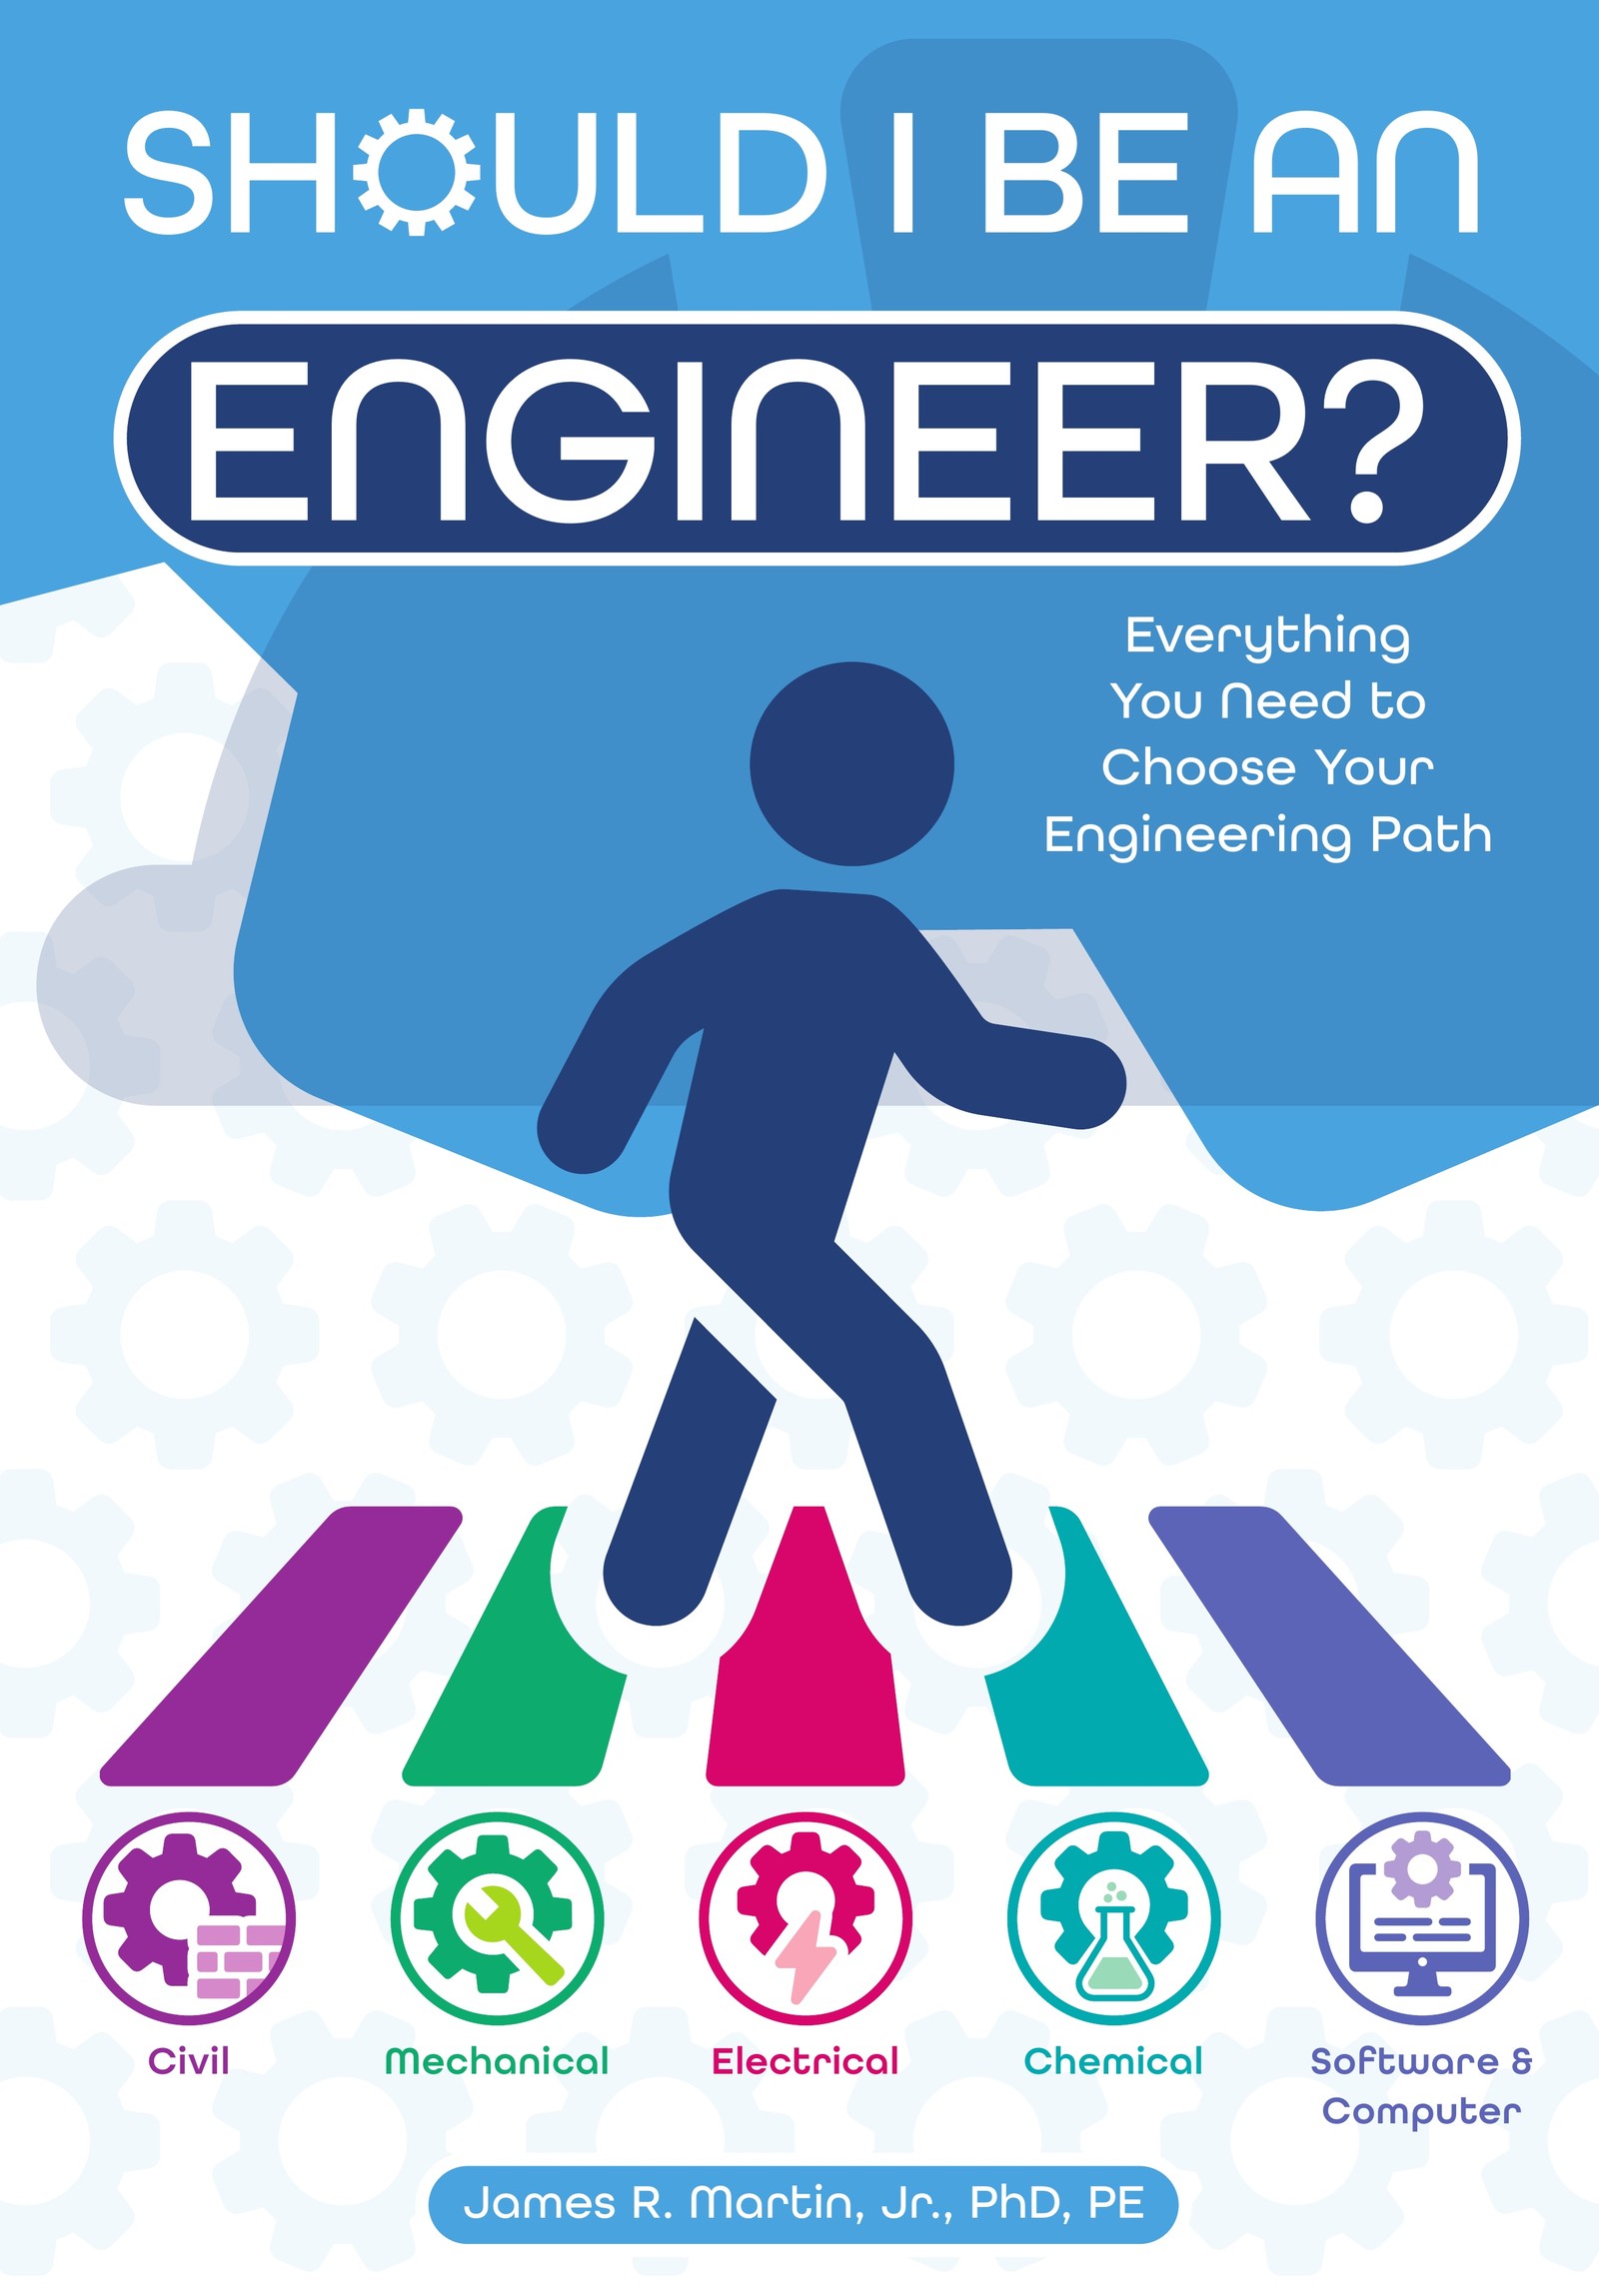 SHOULD I BE AN
ENGINEER?
Everything
You Need to
Choose Your
Engineering Path
Civil
Mechanical
Electrical
Chemical
Software &
Computer
James R. Martin, Jr., PhD, PE